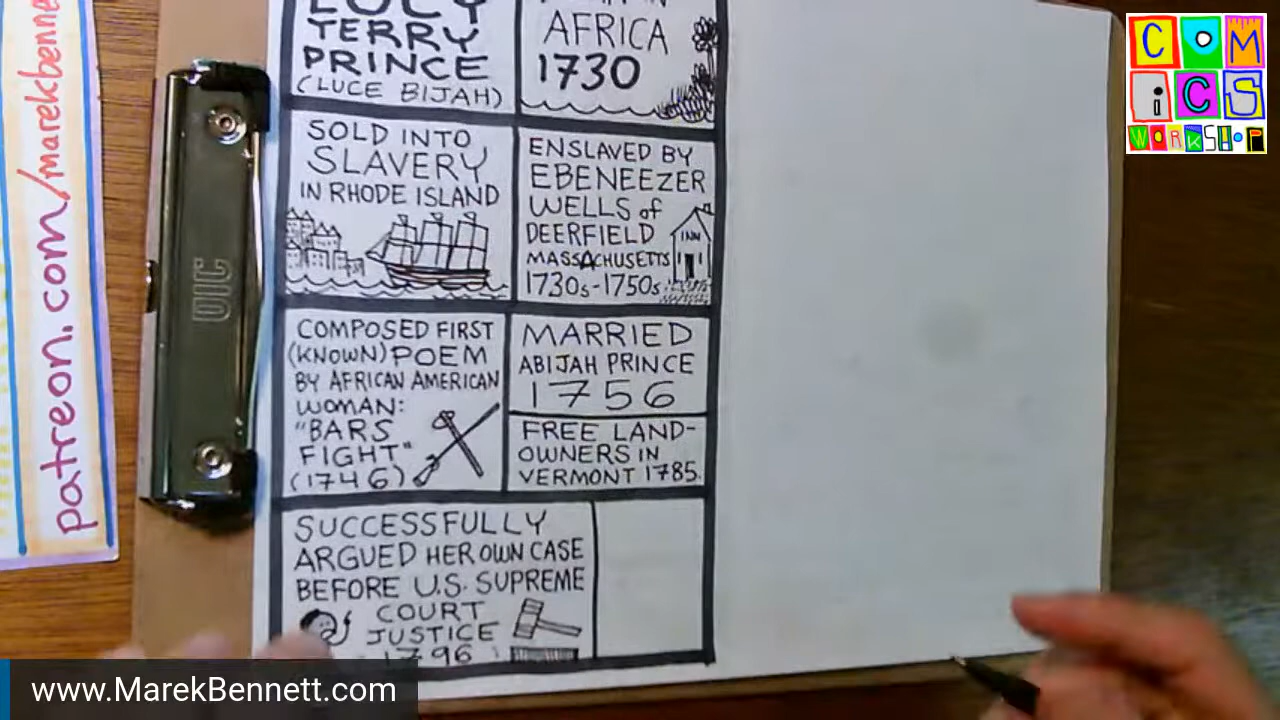 patreon.com/marekbennet
LUCY
TERRY
PRINCE
(LUCE BIJAH)
AFRICA
1730
SOLD INTO
SLAVERY
IN RHODE ISLAND
ENSLAVED BY
EBENEEZER
WELLS of
DEERFIELD
MASSACHUSETTS
1730s-1750s
INN
COMPOSED FIRST
(KNOWN) POEM
BY AFRICAN AMERICAN
WOMAN:
"BARS
FIGHT"
(1746)
MARRIED
ABIJAH PRINCE
1756
FREE LAND-
OWNERS IN
VERMONT 1785.
SUCCESSFULLY
ARGUED HER OWN CASE
BEFORE U.S. SUPREME
COURT
JUSTICE
1796
OIC
COM
iCS
WORKSHOP
www.MarekBennett.com